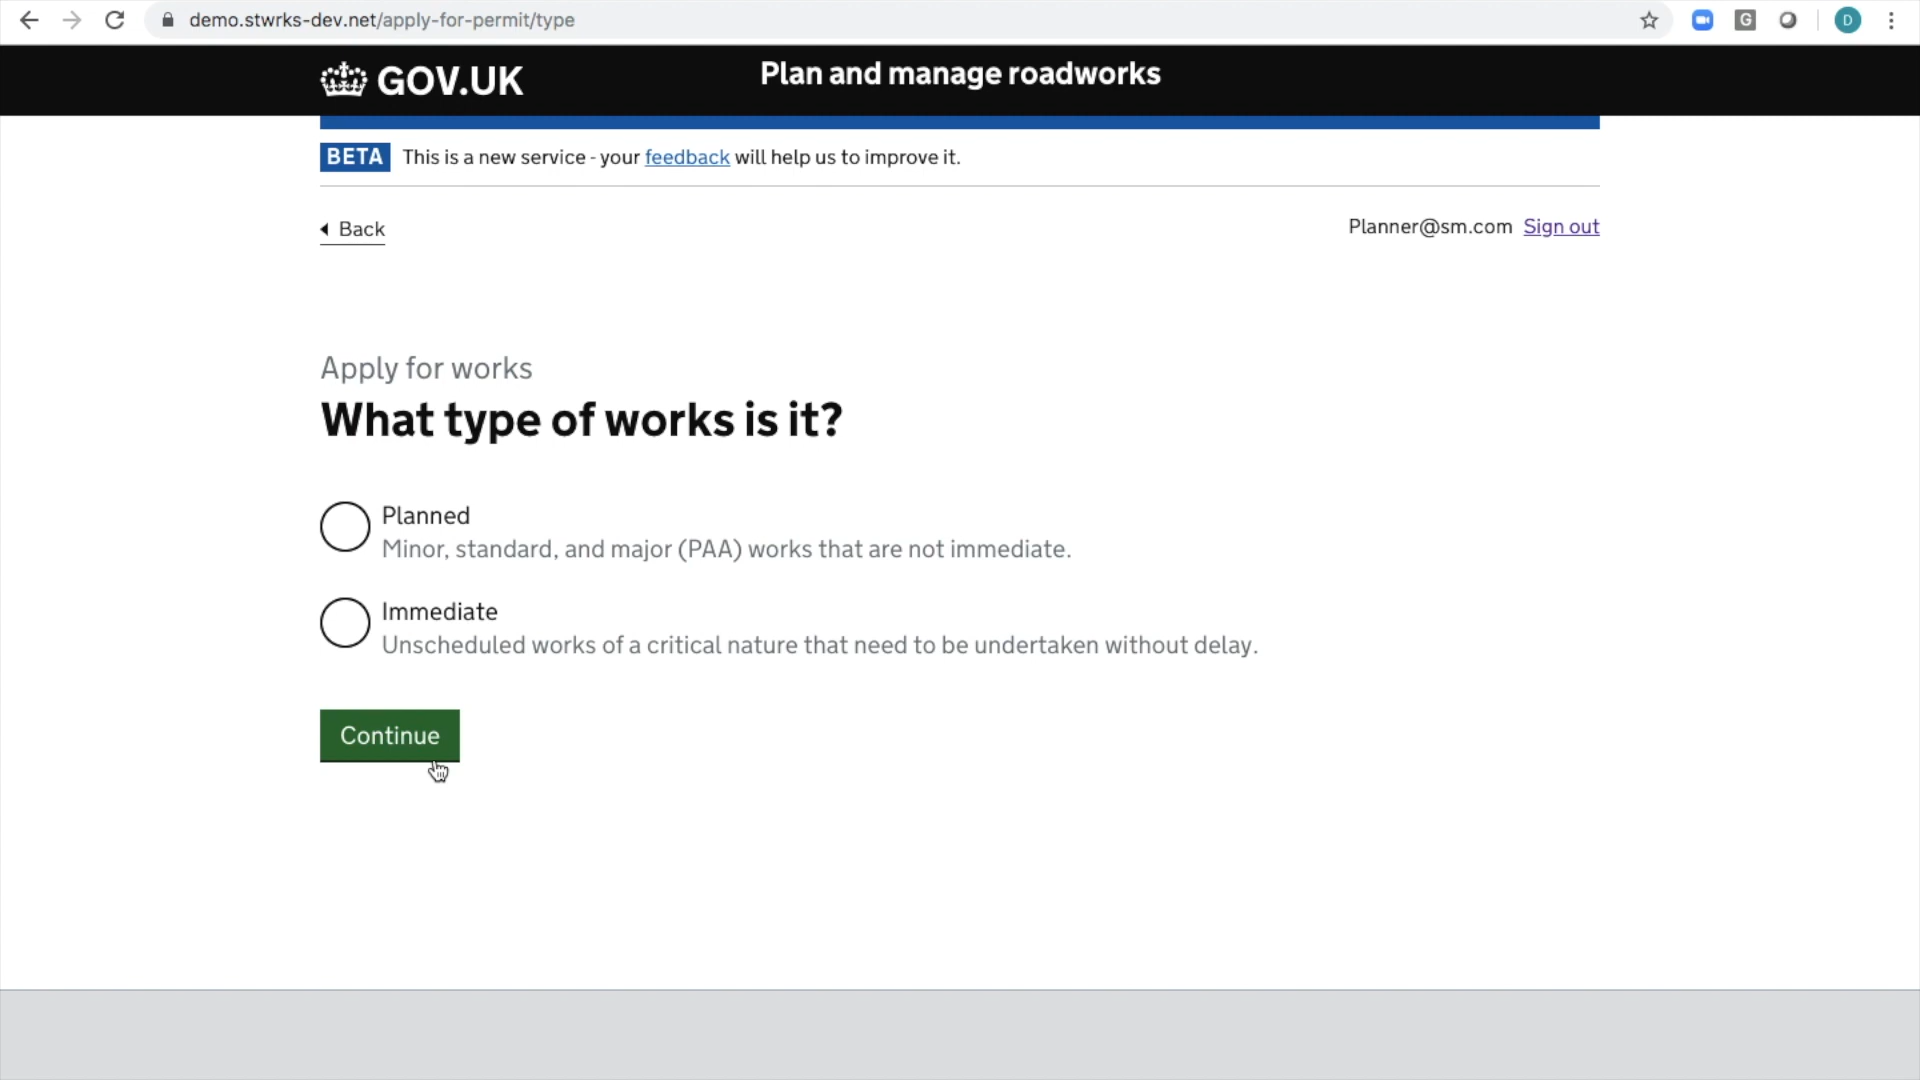 demo.stwrks-dev.net/apply-for-permit/type
G
D
GOV.UK
Plan and manage roadworks
BETA This is a new service - your feedback will help us to improve it.
Back
Planner@sm.com Sign out
Apply for works
What type of works is it?
Planned
Minor, standard, and major (PAA) works that are not immediate.
Immediate
Unscheduled works of a critical nature that need to be undertaken without delay.
Continue